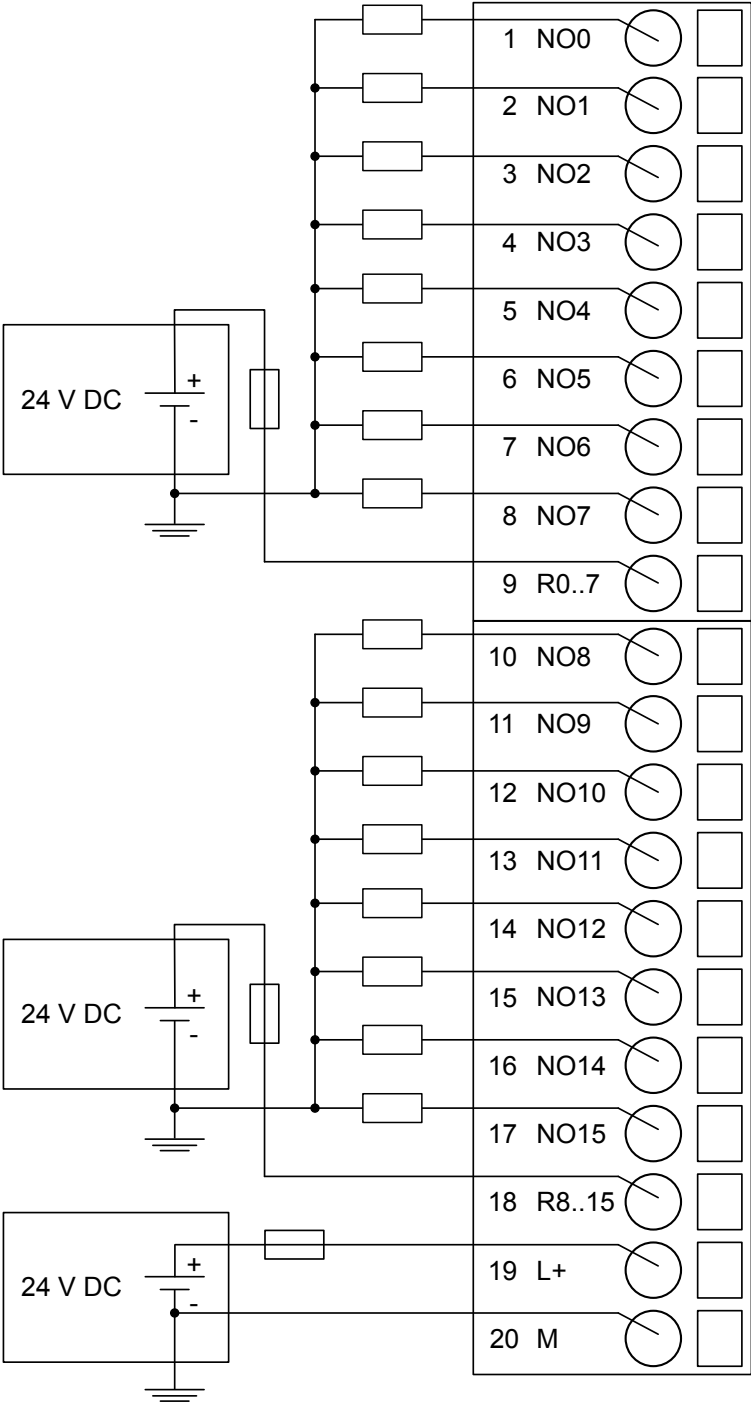 1 NO0
2 NO1
3 NO2
4 NO3
5 NO4
24 V DC
+
-
6 NO5
7 NO6
8 NO7
9 R0..7
10 NO8
11 NO9
12 NO10
13 NO11
14 NO12
24 V DC
+
-
15 NO13
16 NO14
17 NO15
18 R8..15
24 V DC
+
-
19 L+
20 M